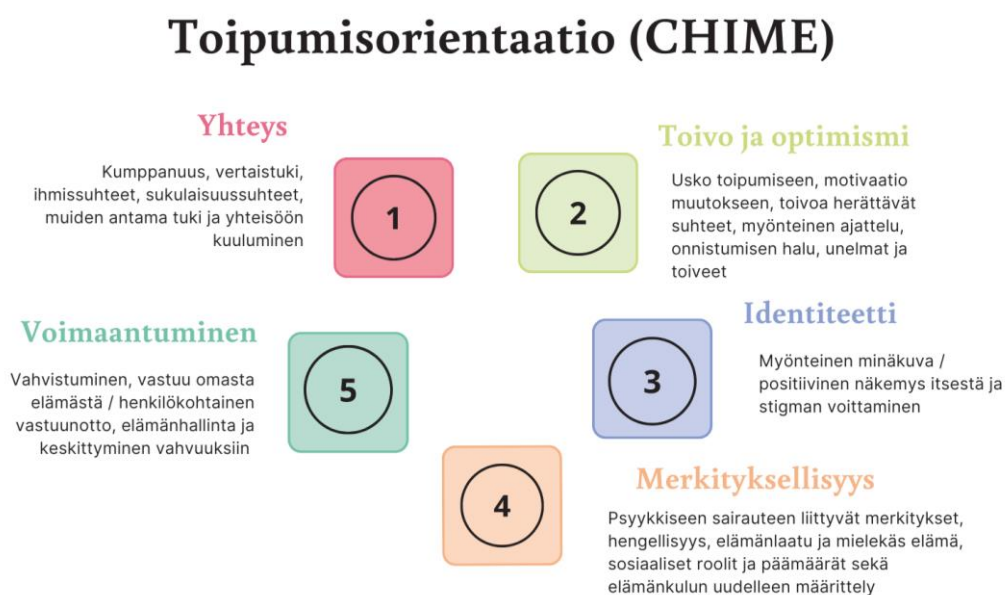 Toipumisorientaatio (CHIME)
Yhteys
Kumppanuus, vertaistuki,
ihmissuhteet, sukulaisuussuhteet,
muiden antama tuki ja yhteisöön
kuuluminen
1
2
Toivo ja optimismi
Usko toipumiseen, motivaatio
muutokseen, toivoa herättävät
suhteet, myönteinen ajattelu,
onnistumisen halu, unelmat ja
toiveet
Identiteetti
3
Myönteinen minäkuva /
positiivinen näkemys itsestä ja
stigman voittaminen
4
Merkityksellisyys
Psyykkiseen sairauteen liittyvät merkitykset,
hengellisyys, elämänlaatu ja mielekäs elämä,
sosiaaliset roolit ja päämäärät sekä
elämänkulun uudelleen määrittely
Voimaantuminen
Vahvistuminen, vastuu omasta
elämästä / henkilökohtainen
vastuunotto, elämänhallinta ja
keskittyminen vahvuuksiin
5